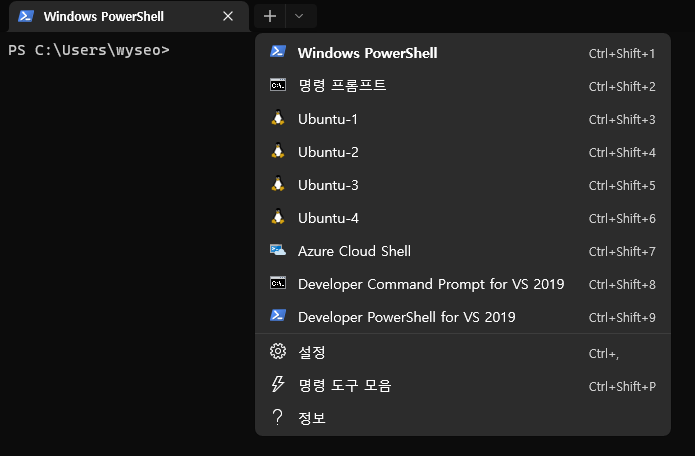 Windows PowerShell
PS C:\Users\wyseo>
Windows PowerShell Ctrl+Shift+1
명령 프롬프트 Ctrl+Shift+2
Ubuntu-1 Ctrl+Shift+3
Ubuntu-2 Ctrl+Shift+4
Ubuntu-3 Ctrl+Shift+5
Ubuntu-4 Ctrl+Shift+6
Azure Cloud Shell Ctrl+Shift+7
Developer Command Prompt for VS 2019 Ctrl+Shift+8
Developer PowerShell for VS 2019 Ctrl+Shift+9
설정 Ctrl+,
명령 도구 모음 Ctrl+Shift+P
정보